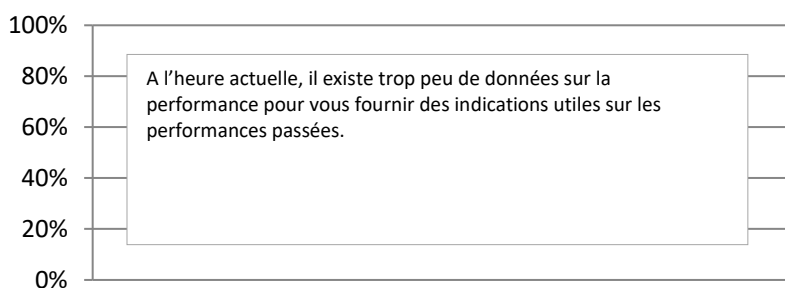 100%
80%
60%
40%
20%
0%
A l’heure actuelle, il existe trop peu de données sur la
performance pour vous fournir des indications utiles sur les
performances passées.